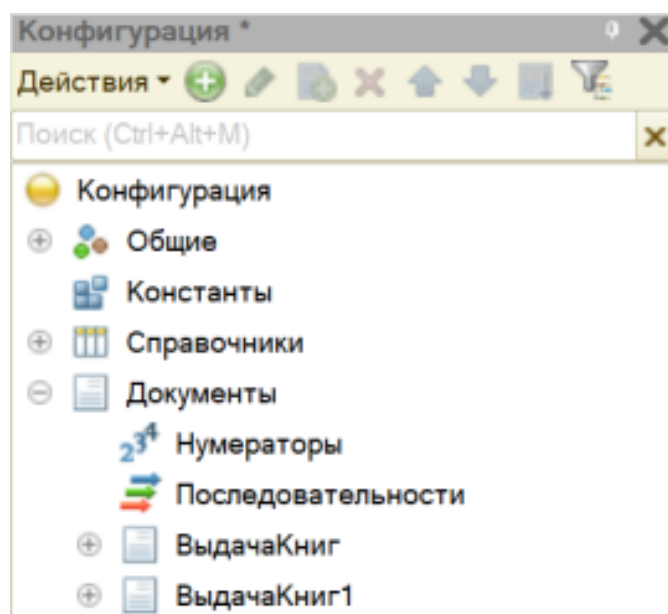 Конфигурация *
Действия
Поиск (Ctrl+Alt+M)
Конфигурация
Общие
Константы
Справочники
Документы
Нумераторы
Последовательности
ВыдачаКниг
ВыдачаКниг1